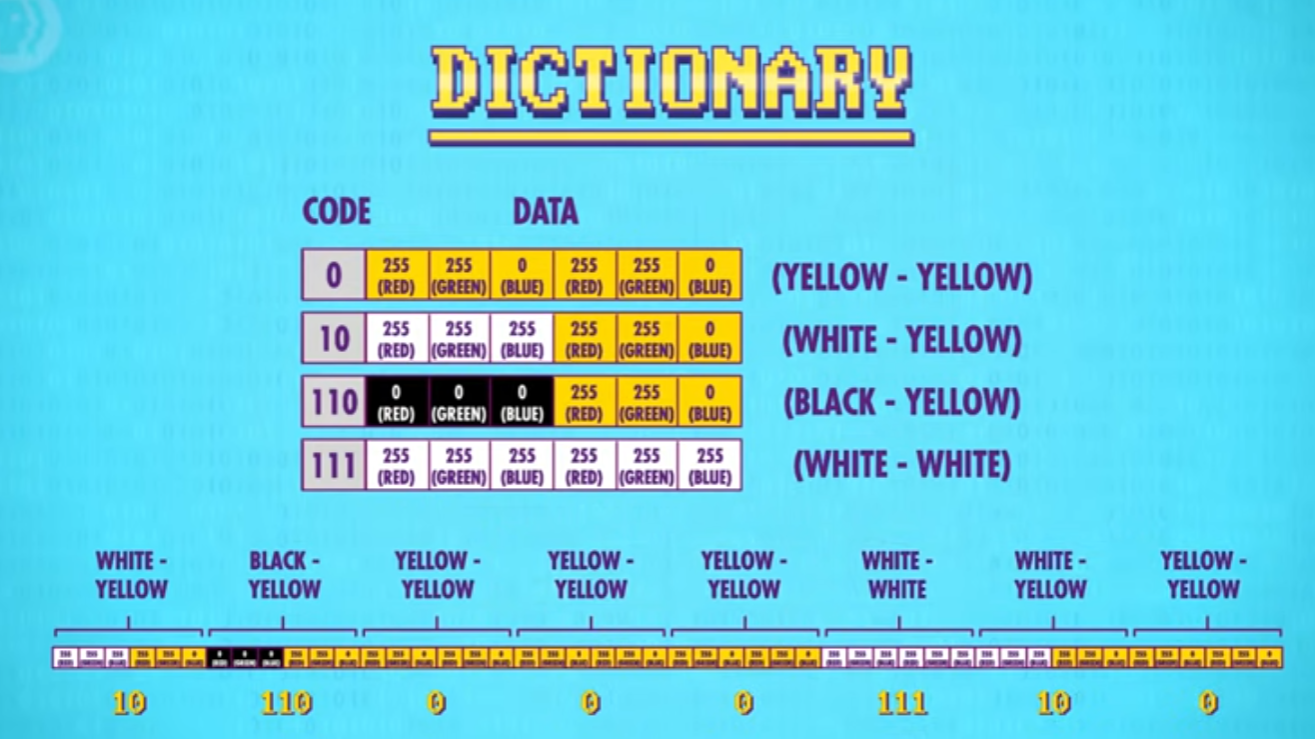 DICTIONARY
CODE DATA
0 255 (RED) 255 (GREEN) 0 (BLUE) 255 (RED) 255 (GREEN) 0 (BLUE) (YELLOW - YELLOW)
10 255 (RED) 255 (GREEN) 255 (BLUE) 255 (RED) 255 (GREEN) 0 (BLUE) (WHITE - YELLOW)
110 0 (RED) 0 (GREEN) 0 (BLUE) 255 (RED) 255 (GREEN) 0 (BLUE) (BLACK - YELLOW)
111 255 (RED) 255 (GREEN) 255 (BLUE) 255 (RED) 255 (GREEN) 255 (BLUE) (WHITE - WHITE)
WHITE - BLACK - YELLOW - YELLOW - YELLOW - WHITE - WHITE - YELLOW -
YELLOW YELLOW YELLOW YELLOW YELLOW WHITE YELLOW YELLOW
10 110 0 0 0 111 10 0